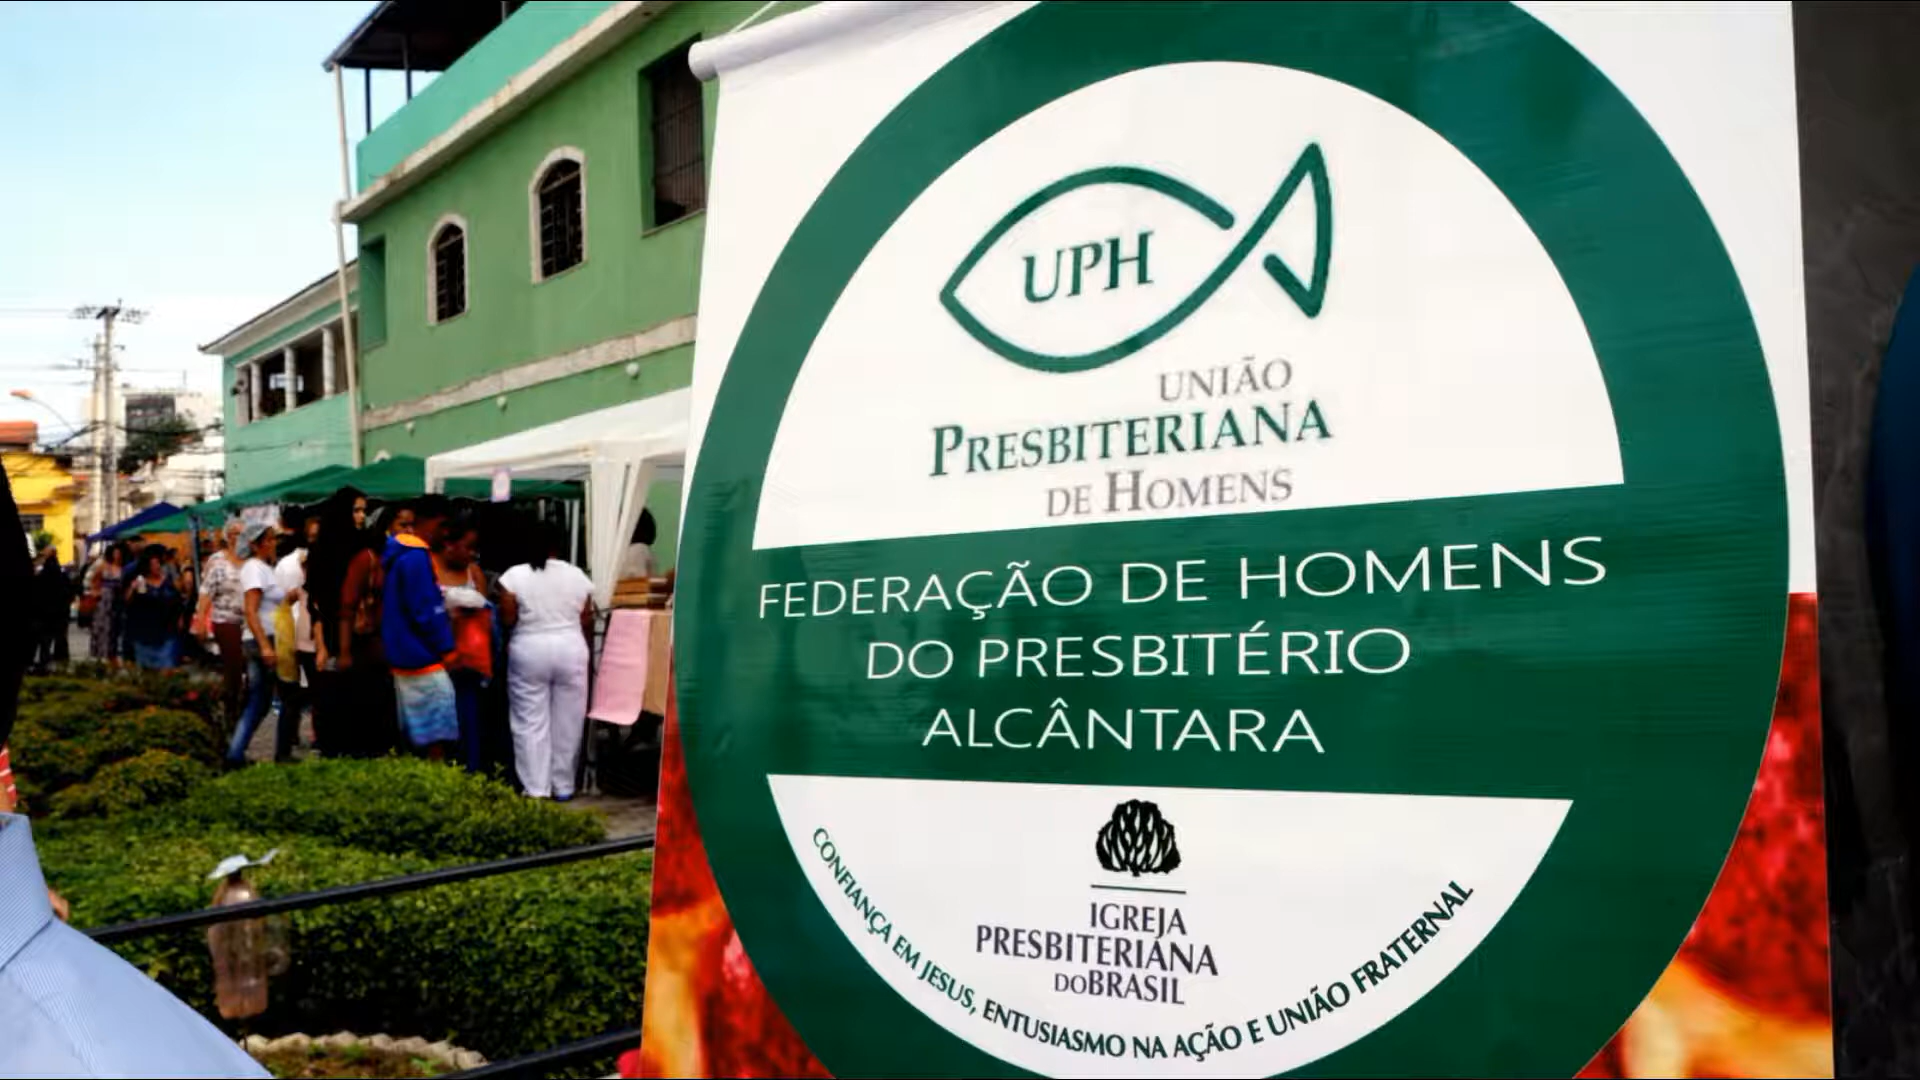 UPH
UNIÃO
PRESBITERIANA
DE HOMENS
FEDERAÇÃO DE HOMENS
DO PRESBITÉRIO
ALCÂNTARA
IGREJA
PRESBITERIANA
DO BRASIL
CONFIANÇA EM JESUS, ENTUSIASMO NA AÇÃO E UNIÃO FRATERNAL